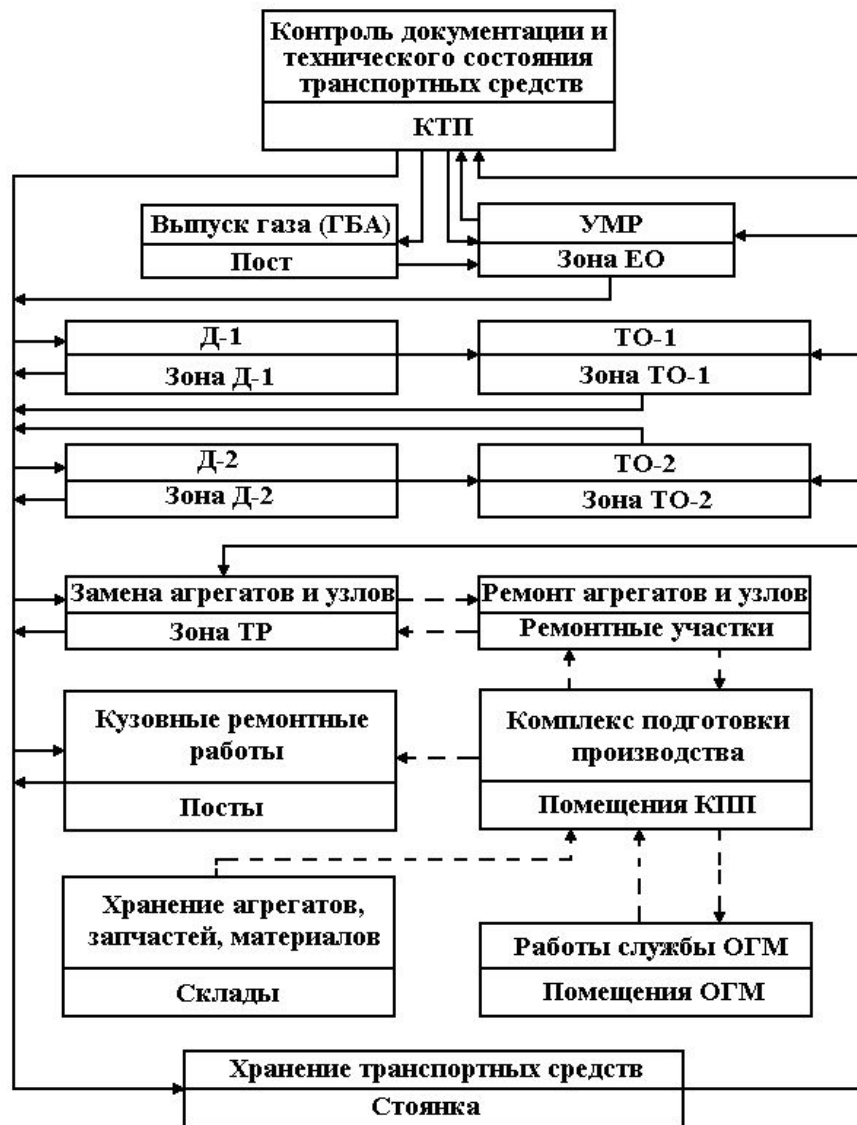 Контроль документации и
технического состояния
транспортных средств
КТП
Выпуск газа (ГБА)
Пост
УМР
Зона ЕО
Д-1
Зона Д-1
ТО-1
Зона ТО-1
Д-2
Зона Д-2
ТО-2
Зона ТО-2
Замена агрегатов и узлов
Зона ТР
Ремонт агрегатов и узлов
Ремонтные участки
Кузовные ремонтные
работы
Посты
Комплекс подготовки
производства
Помещения КПП
Хранение агрегатов,
запчастей, материалов
Склады
Работы службы ОГМ
Помещения ОГМ
Хранение транспортных средств
Стоянка